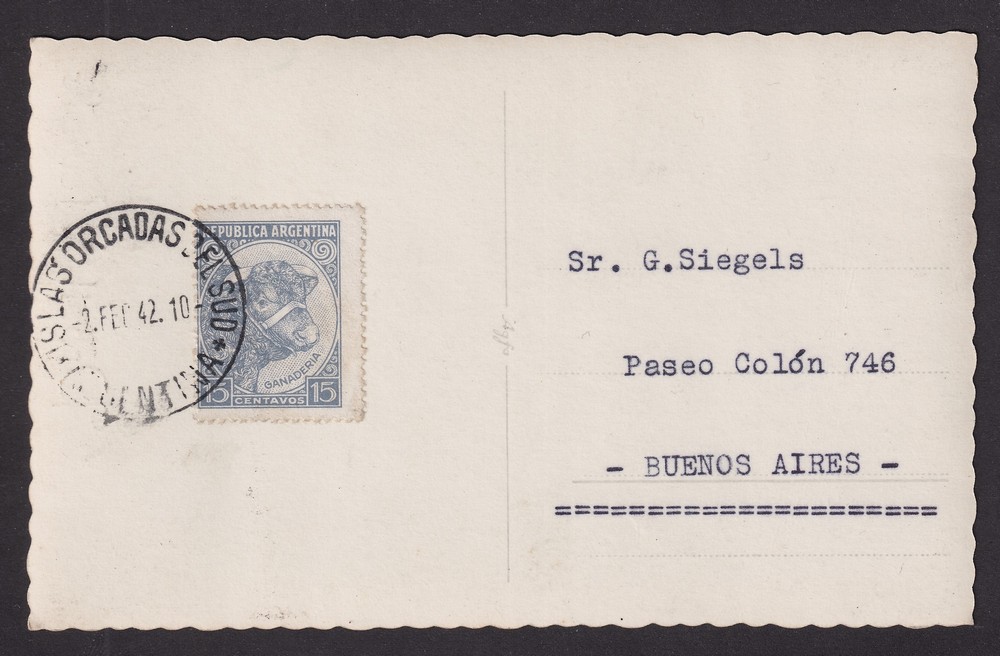 ISLAS ORCADAS DEL SUD *
2.FEB 42.10-
REPUBLICA ARGENTINA
GANADERIA
15 CENTAVOS 15
Sr. G.Siegels
Paseo Colón 746
- BUENOS AIRES -
=====================